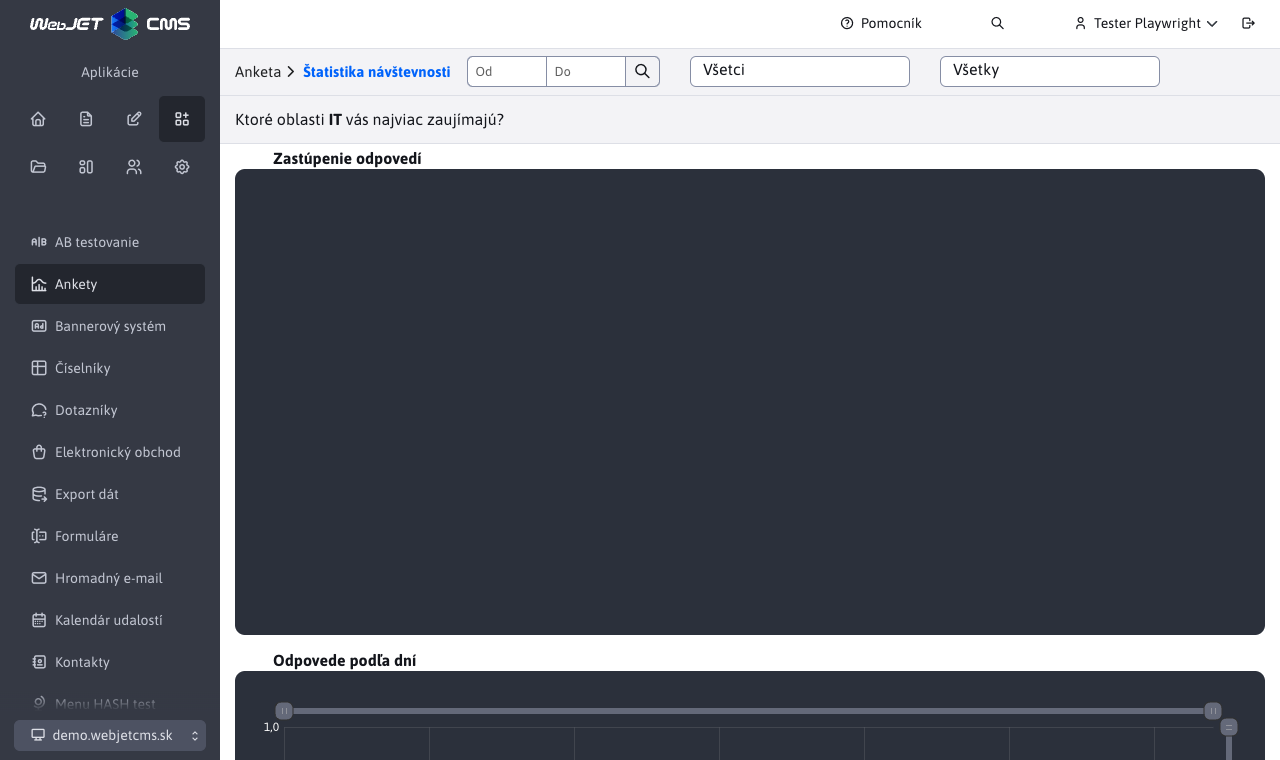 WebJET CMS
Pomocník
Tester Playwright
Aplikácie
Anketa
Štatistika návštevnosti
Od
Do
Všetci
Všetky
Ktoré oblasti IT vás najviac zaujímajú?
Zastúpenie odpovedí
AB testovanie
Ankety
Bannerový systém
Číselníky
Dotazníky
Elektronický obchod
Export dát
Formuláre
Hromadný e-mail
Kalendár udalostí
Kontakty
Menu HASH test
demo.webjetcms.sk
Odpovede podľa dní
1,0